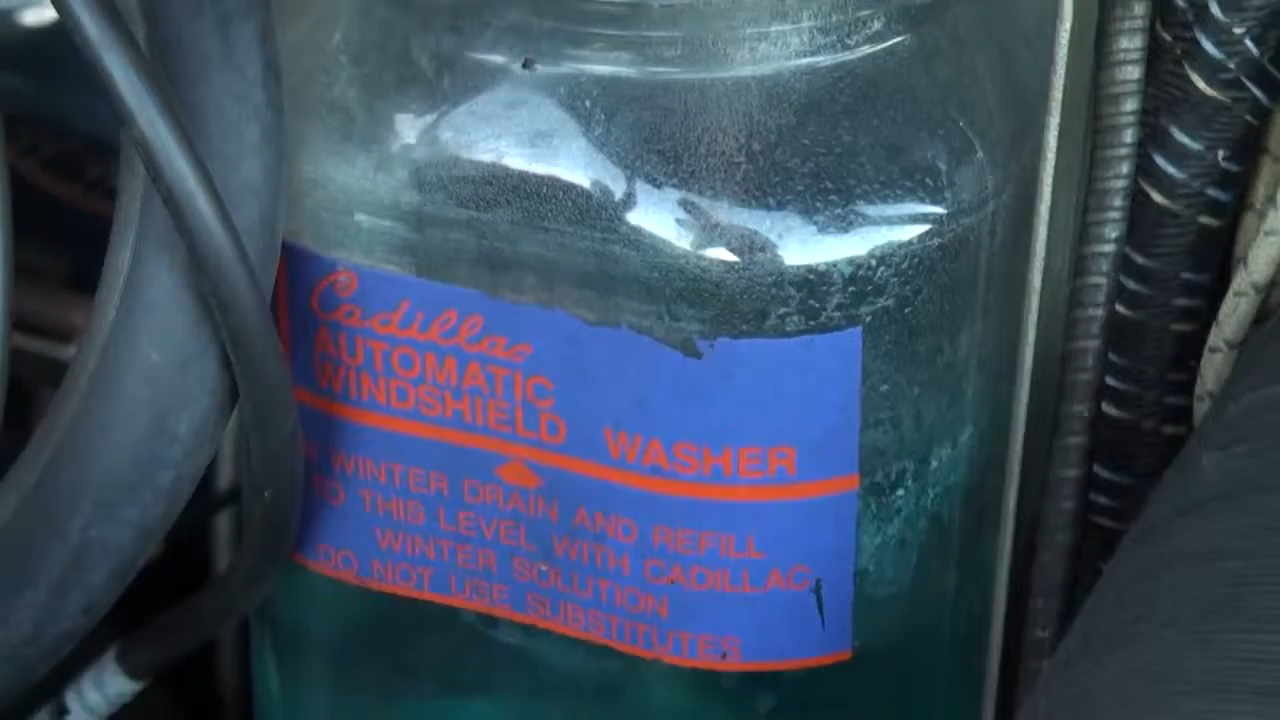 Cadillac
AUTOMATIC
WINDSHIELD WASHER
WINTER DRAIN AND REFILL
TO THIS LEVEL WITH CADILLAC
WINTER SOLUTION
DO NOT USE SUBSTITUTES